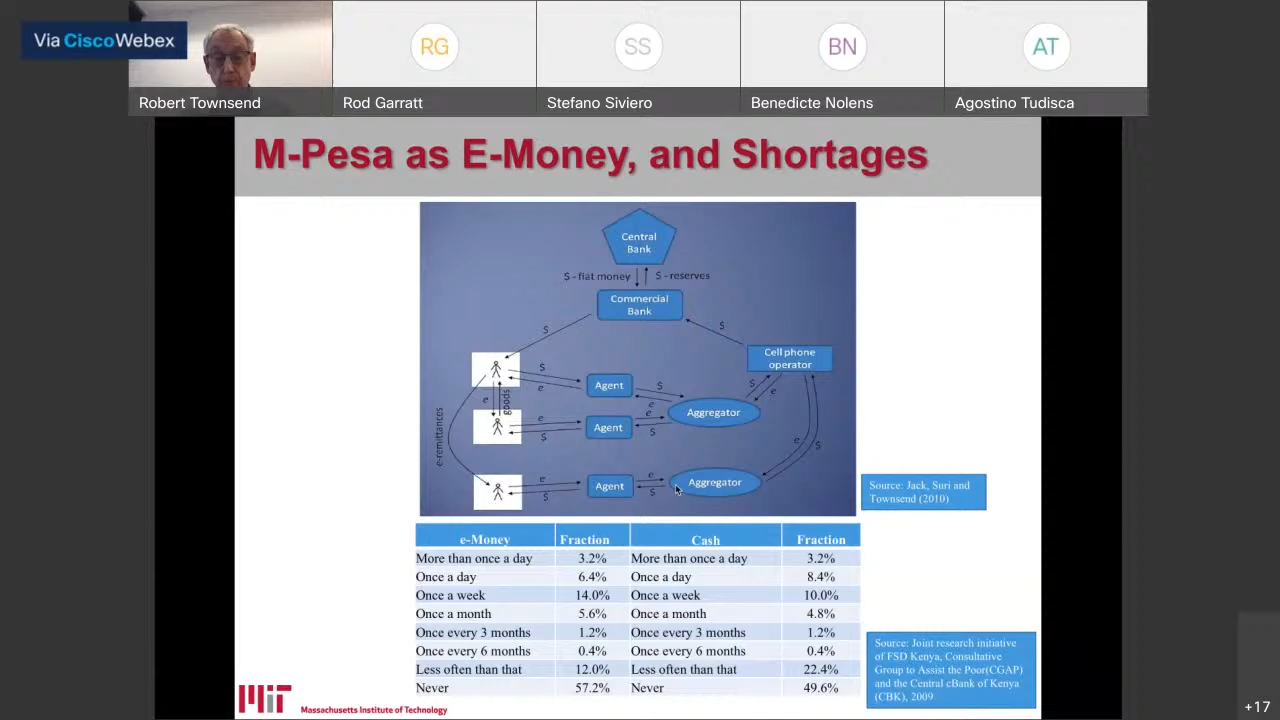 Via Cisco Webex
RG
SS
BN
AT
Robert Townsend
Rod Garratt
Stefano Siviero
Benedicte Nolens
Agostino Tudisca
M-Pesa as E-Money, and Shortages
Central
Bank
$ - fiat money
$ - reserves
Commercial
Bank
$
$
Cell phone
operator
$
e
Agent
$
e
$
e
e
goods
Aggregator
e
$
Agent
e
$
e-remittances
e
$
e
$
Agent
e
$
Aggregator
Source: Jack, Suri and
Townsend (2010)
e-Money Fraction Cash Fraction
More than once a day 3.2% More than once a day 3.2%
Once a day 6.4% Once a day 8.4%
Once a week 14.0% Once a week 10.0%
Once a month 5.6% Once a month 4.8%
Once every 3 months 1.2% Once every 3 months 1.2%
Once every 6 months 0.4% Once every 6 months 0.4%
Less often than that 12.0% Less often than that 22.4%
Never 57.2% Never 49.6%
Source: Joint research initiative
of FSD Kenya, Consultative
Group to Assist the Poor(CGAP)
and the Central cBank of Kenya
(CBK), 2009
MIT
Massachusetts Institute of Technology
+17